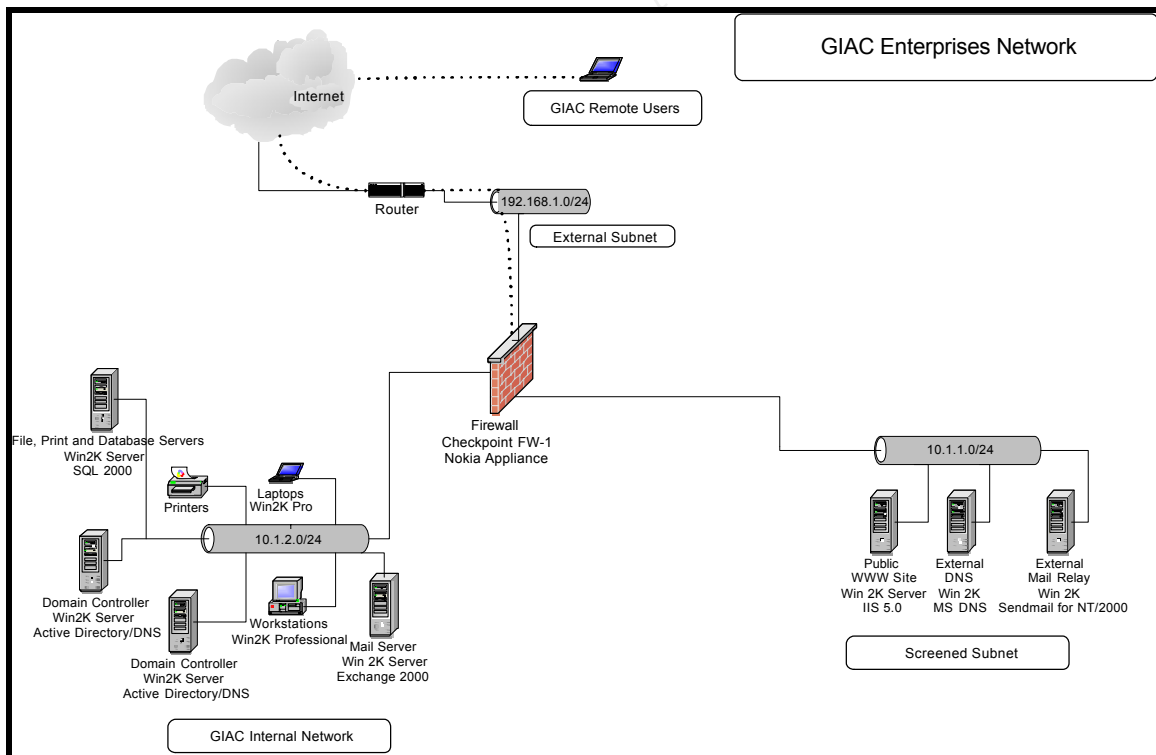 GIAC Enterprises Network
Internet
GIAC Remote Users
Router
192.168.1.0/24
External Subnet
Firewall
Checkpoint FW-1
Nokia Appliance
File, Print and Database Servers
Win2K Server
SQL 2000
Printers
Laptops
Win2K Pro
10.1.2.0/24
Domain Controller
Win2K Server
Active Directory/DNS
Domain Controller
Win2K Server
Active Directory/DNS
Workstations
Win2K Professional
Mail Server
Win 2K Server
Exchange 2000
GIAC Internal Network
10.1.1.0/24
Public
WWW Site
Win 2K Server
IIS 5.0
External
DNS
Win 2K
MS DNS
External
Mail Relay
Win 2K
Sendmail for NT/2000
Screened Subnet